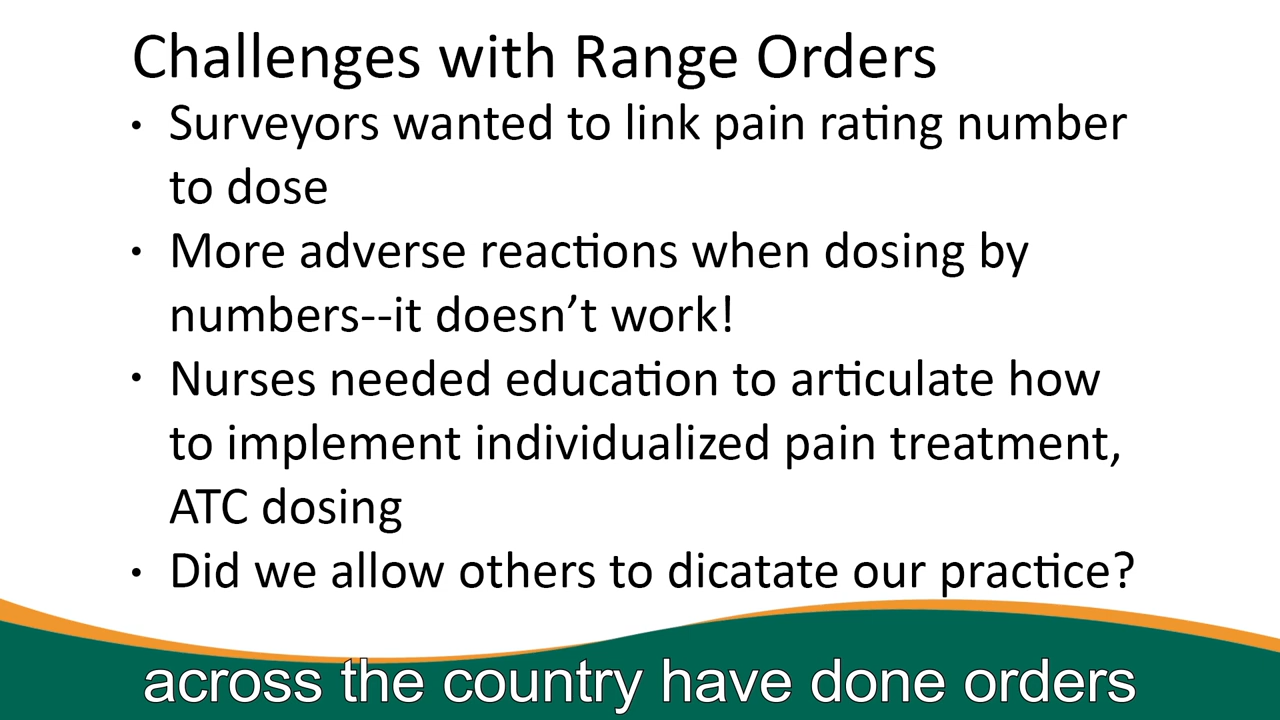 Challenges with Range Orders
• Surveyors wanted to link pain rating number
to dose
• More adverse reactions when dosing by
numbers--it doesn’t work!
• Nurses needed education to articulate how
to implement individualized pain treatment,
ATC dosing
• Did we allow others to dicatate our practice?
across the country have done orders